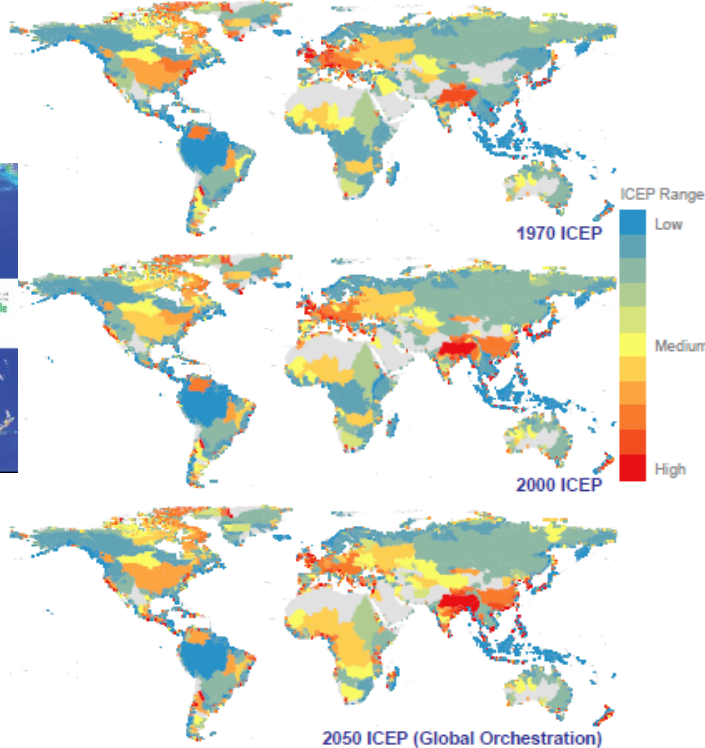 1970 ICEP
ICEP Range
Low
Medium
High
2000 ICEP
2050 ICEP (Global Orchestration)